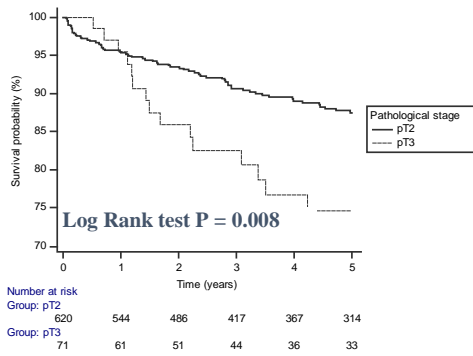 100
95
90
85
80
75
70
Survival probability (%)
Log Rank test P = 0.008
0 1 2 3 4 5
Time (years)
Pathological stage
pT2
pT3
Number at risk
Group: pT2
620 544 486 417 367 314
Group: pT3
71 61 51 44 36 33